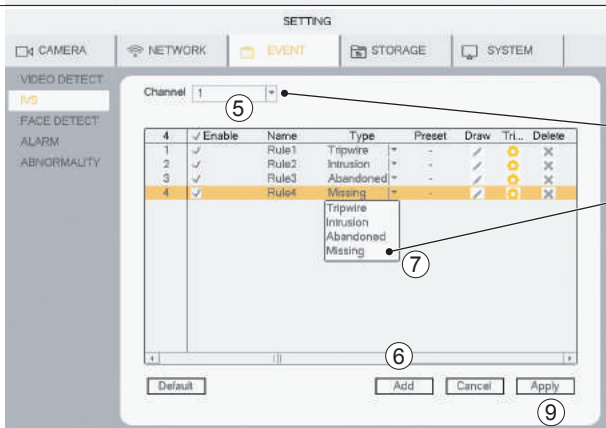 SETTING
CAMERA NETWORK EVENT STORAGE SYSTEM
VIDEO DETECT
IVS
FACE DETECT
ALARM
ABNORMALITY
Channel 1
5
4 Enable Name Type Preset Draw Tri... Delete
1 Rule1 Tripwire -
2 Rule2 Intrusion -
3 Rule3 Abandoned -
4 Rule4 Missing -
Tripwire
Intrusion
Abandoned
Missing
7
6
Default Add Cancel Apply
9